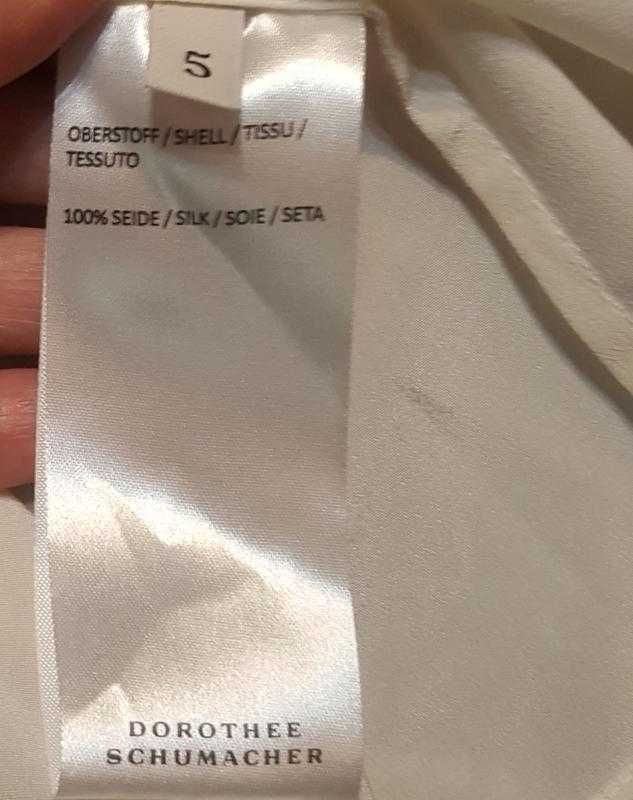 5
OBERSTOFF / SHELL / TISSU /
TESSUTO
100% SEIDE / SILK / SOIE / SETA
DOROTHEE
SCHUMACHER